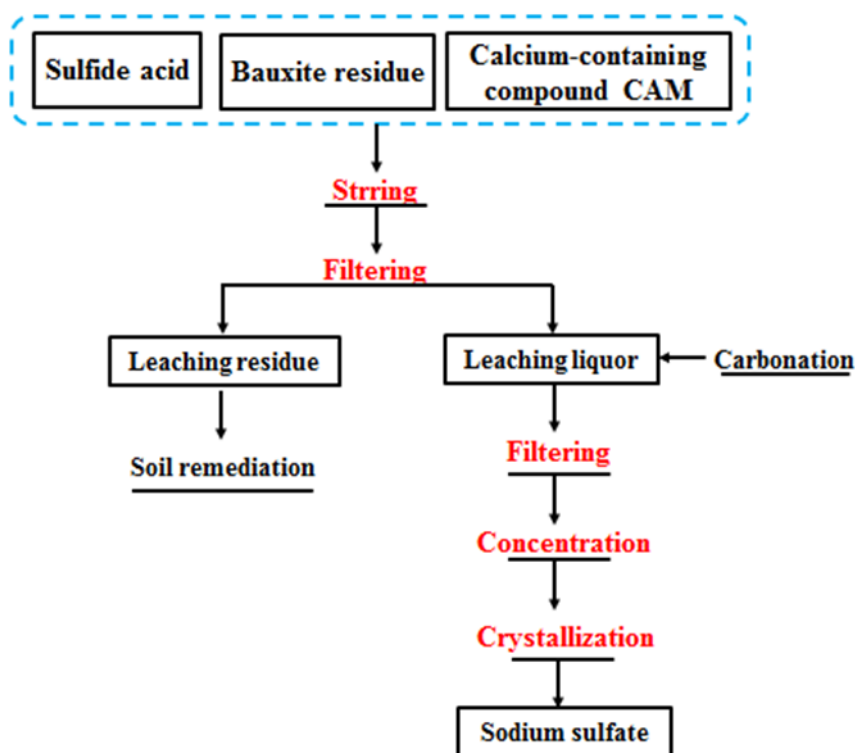 Sulfide acid
Bauxite residue
Calcium-containing
compound CAM
Strring
Filtering
Leaching residue
Leaching liquor
Carbonation
Soil remediation
Filtering
Concentration
Crystallization
Sodium sulfate